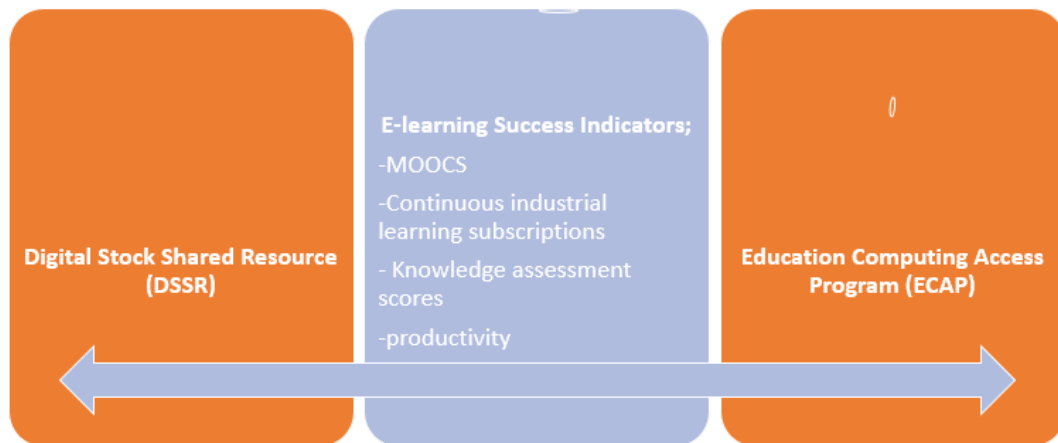 Digital Stock Shared Resource
(DSSR)
E-learning Success Indicators;
-MOOCS
-Continuous industrial
learning subscriptions
- Knowledge assessment
scores
-productivity
Education Computing Access
Program (ECAP)